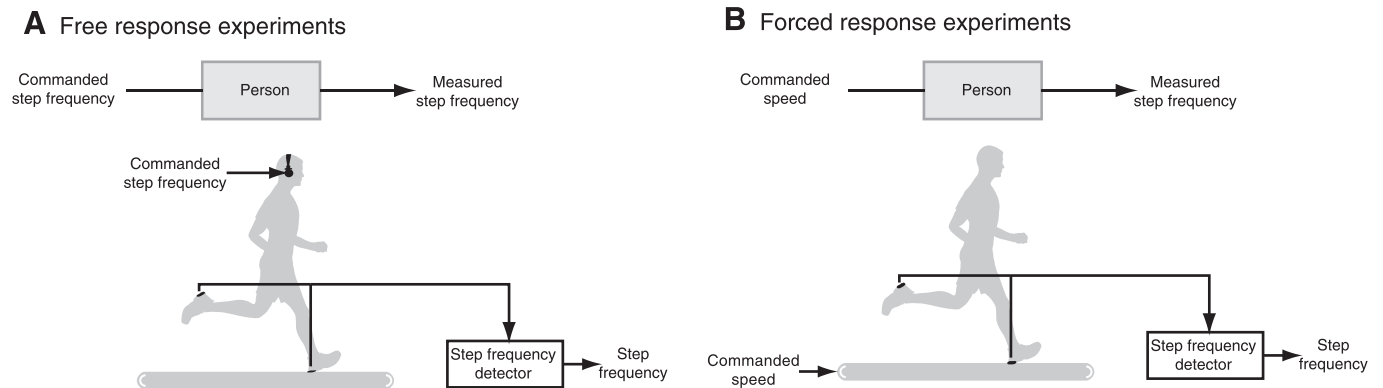 A Free response experiments
Commanded
step frequency
Person
Measured
step frequency
Commanded
step frequency
Step frequency
detector
Step
frequency
B Forced response experiments
Commanded
speed
Person
Measured
step frequency
Commanded
speed
Step frequency
detector
Step
frequency